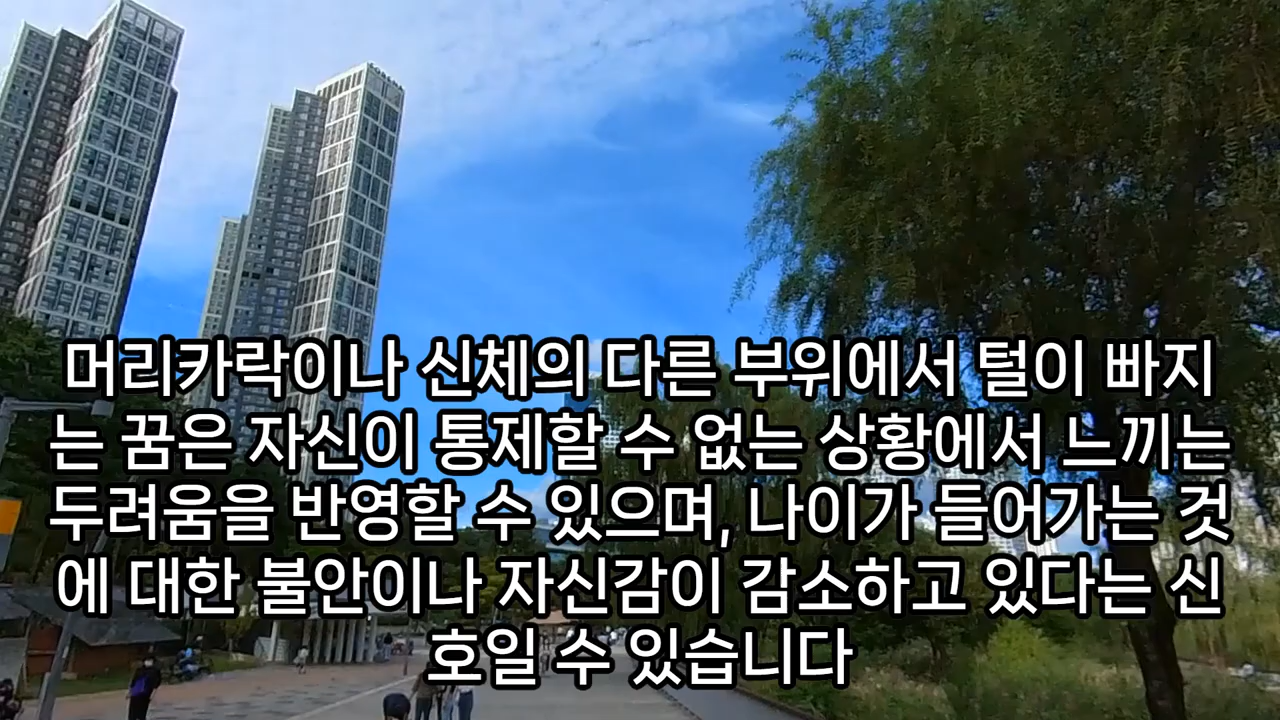 머리카락이나 신체의 다른 부위에서 털이 빠지
는 꿈은 자신이 통제할 수 없는 상황에서 느끼는
두려움을 반영할 수 있으며, 나이가 들어가는 것
에 대한 불안이나 자신감이 감소하고 있다는 신
호일 수 있습니다